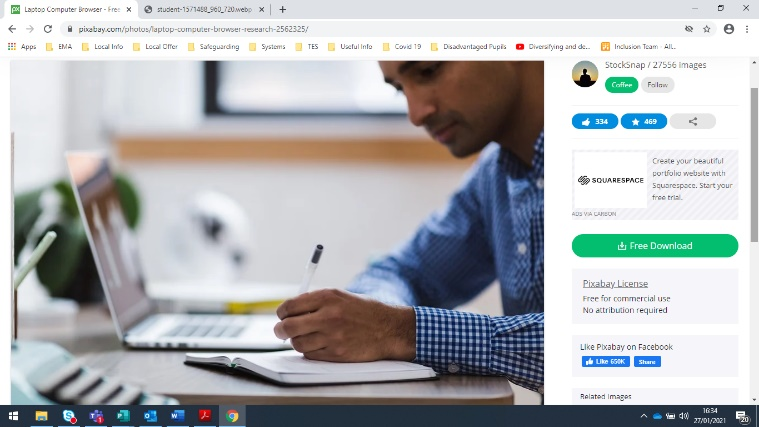 Laptop Computer Browser - Free
student-1571488_960_720.webp
pixabay.com/photos/laptop-computer-browser-research-2562325/
Apps EMA Local Info Local Offer Safeguarding Systems TES Useful Info Covid 19 Disadvantaged Pupils Diversifying and de... Inclusion Team - All...
StockSnap / 27556 Images
Coffee Follow
334 469
SQUARESPACE
Create your beautiful
portfolio website with
Squarespace. Start your
free trial.
ADS VIA CARBON
Free Download
Pixabay License
Free for commercial use
No attribution required
Like Pixabay on Facebook
Like 650K Share
Related Images
16:34
27/01/2021
20